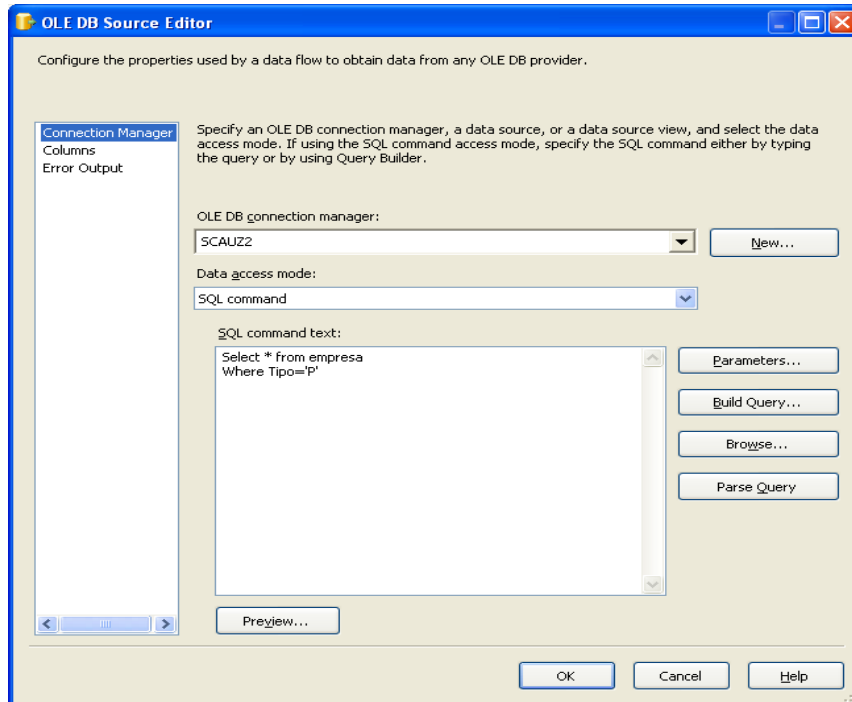 OLE DB Source Editor
Configure the properties used by a data flow to obtain data from any OLE DB provider.
Connection Manager
Columns
Error Output
Specify an OLE DB connection manager, a data source, or a data source view, and select the data
access mode. If using the SQL command access mode, specify the SQL command either by typing
the query or by using Query Builder.
OLE DB connection manager:
SCAUZ2
New...
Data access mode:
SQL command
SQL command text:
Select * from empresa
Where Tipo='P'
Parameters...
Build Query...
Browse...
Parse Query
Preview...
OK
Cancel
Help